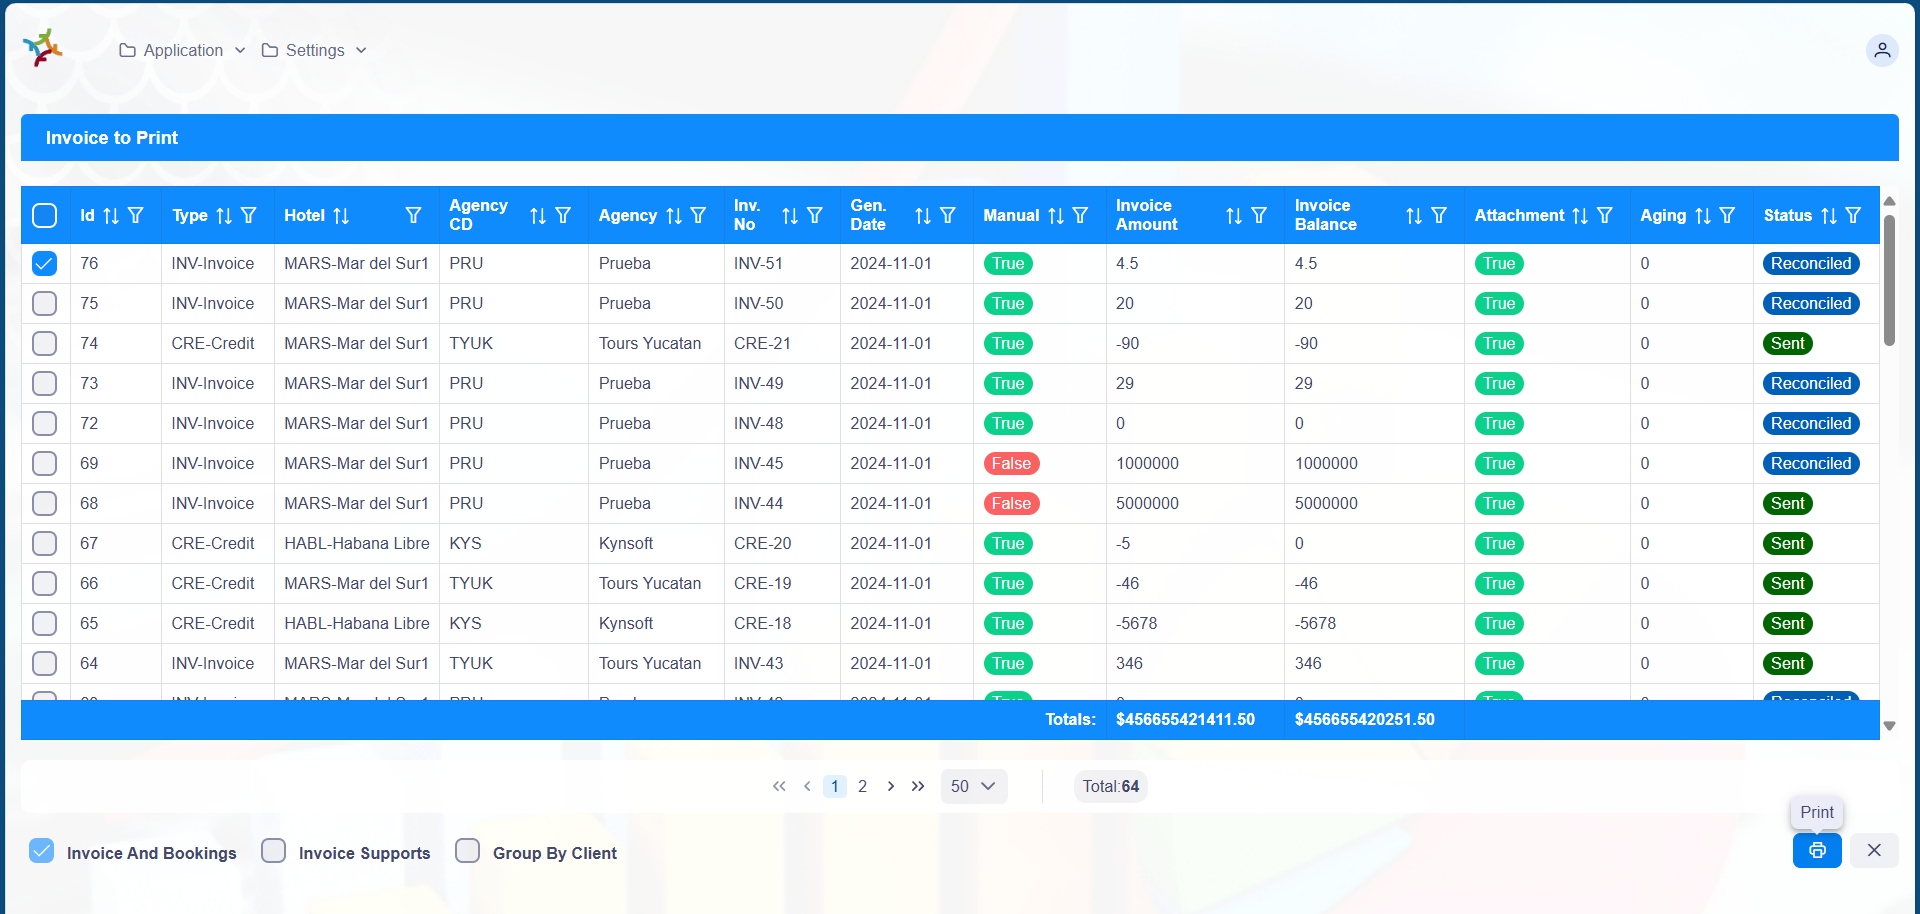 Application Settings
Invoice to Print
Id Type Hotel Agency CD Agency Inv. No Gen. Date Manual Invoice Amount Invoice Balance Attachment Aging Status
76 INV-Invoice MARS-Mar del Sur1 PRU Prueba INV-51 2024-11-01 True 4.5 4.5 True 0 Reconciled
75 INV-Invoice MARS-Mar del Sur1 PRU Prueba INV-50 2024-11-01 True 20 20 True 0 Reconciled
74 CRE-Credit MARS-Mar del Sur1 TYUK Tours Yucatan CRE-21 2024-11-01 True -90 -90 True 0 Sent
73 INV-Invoice MARS-Mar del Sur1 PRU Prueba INV-49 2024-11-01 True 29 29 True 0 Reconciled
72 INV-Invoice MARS-Mar del Sur1 PRU Prueba INV-48 2024-11-01 True 0 0 True 0 Reconciled
69 INV-Invoice MARS-Mar del Sur1 PRU Prueba INV-45 2024-11-01 False 1000000 1000000 True 0 Reconciled
68 INV-Invoice MARS-Mar del Sur1 PRU Prueba INV-44 2024-11-01 False 5000000 5000000 True 0 Sent
67 CRE-Credit HABL-Habana Libre KYS Kynsoft CRE-20 2024-11-01 True -5 0 True 0 Sent
66 CRE-Credit MARS-Mar del Sur1 TYUK Tours Yucatan CRE-19 2024-11-01 True -46 -46 True 0 Sent
65 CRE-Credit HABL-Habana Libre KYS Kynsoft CRE-18 2024-11-01 True -5678 -5678 True 0 Sent
64 INV-Invoice MARS-Mar del Sur1 TYUK Tours Yucatan INV-43 2024-11-01 True 346 346 True 0 Sent
Totals: $456655421411.50 $456655420251.50
1 2 50 Total:64
Print
Invoice And Bookings Invoice Supports Group By Client